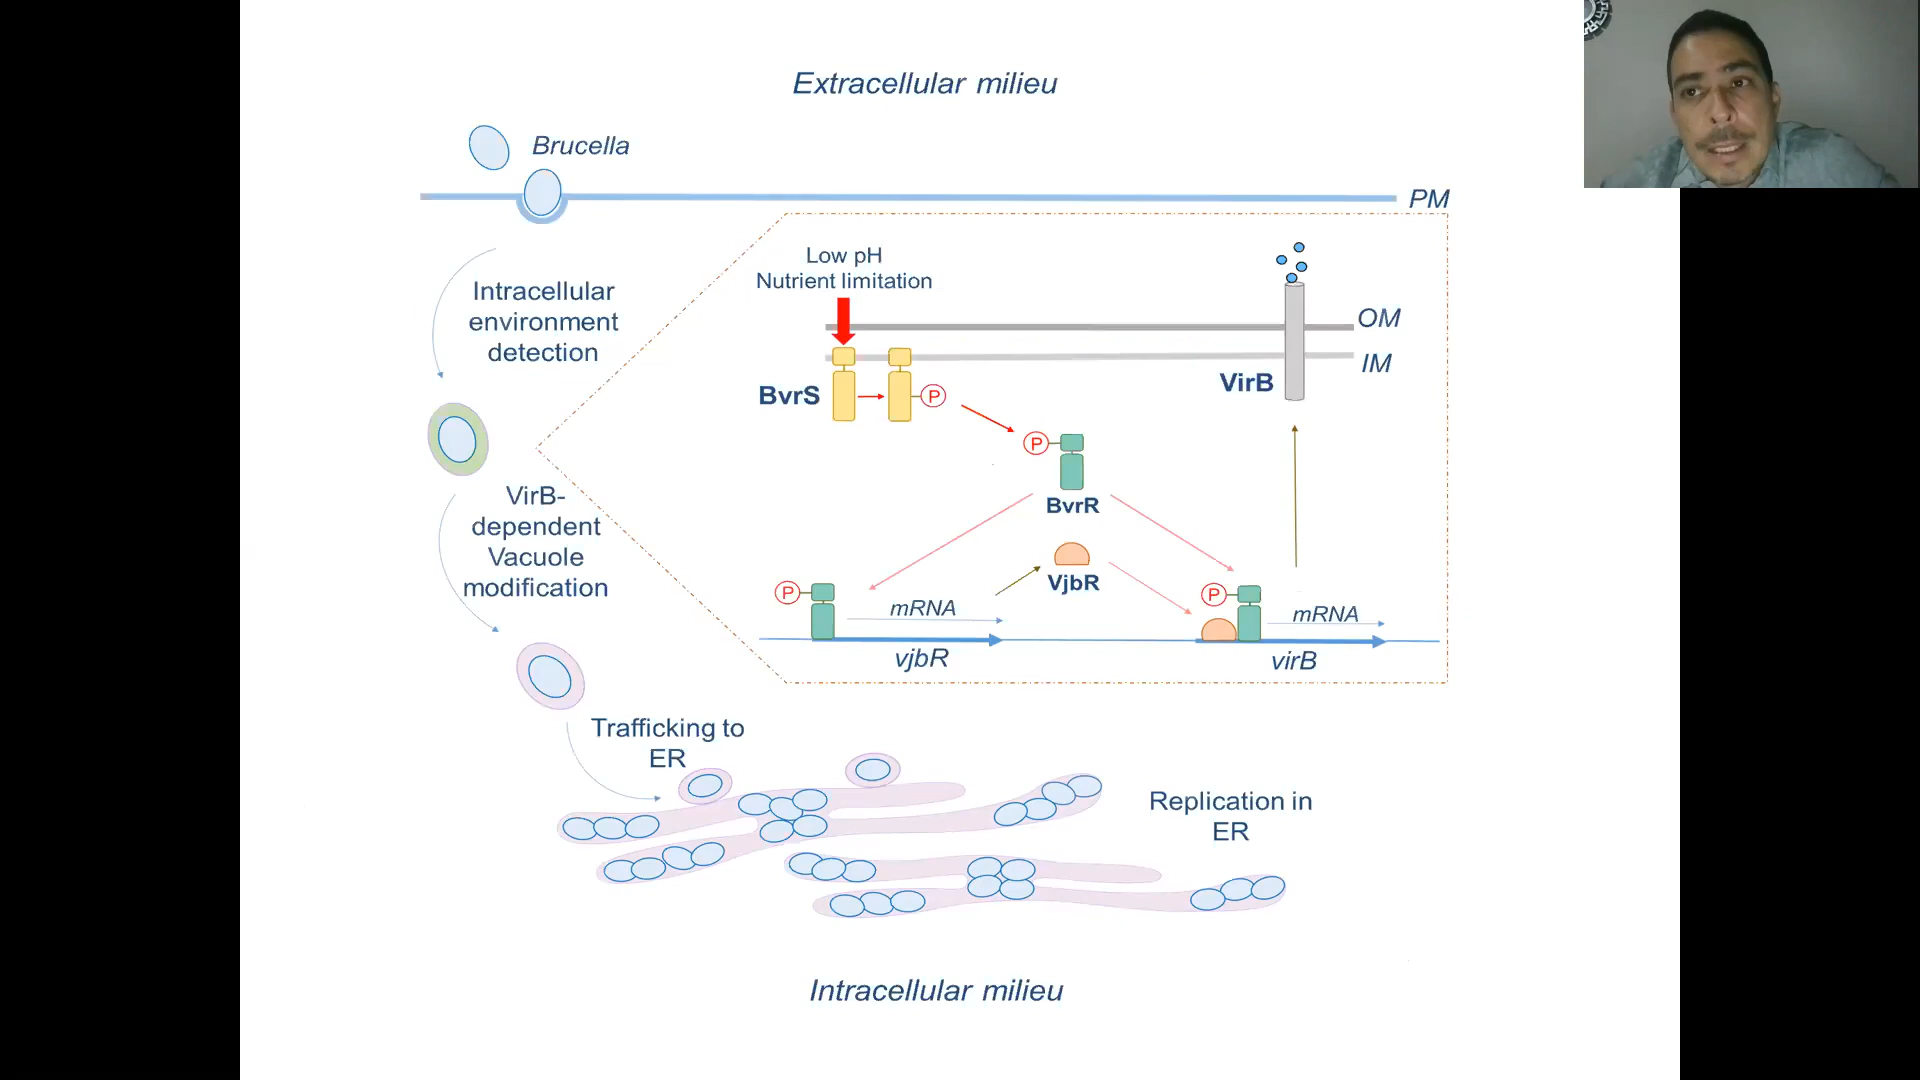 Extracellular milieu
Brucella
PM
Low pH
Nutrient limitation
Intracellular
environment
detection
OM
IM
VirB
BvrS
P
P
BvrR
VirB-
dependent
Vacuole
modification
VjbR
P
mRNA
P
mRNA
vjbR
virB
Trafficking to
ER
Replication in
ER
Intracellular milieu